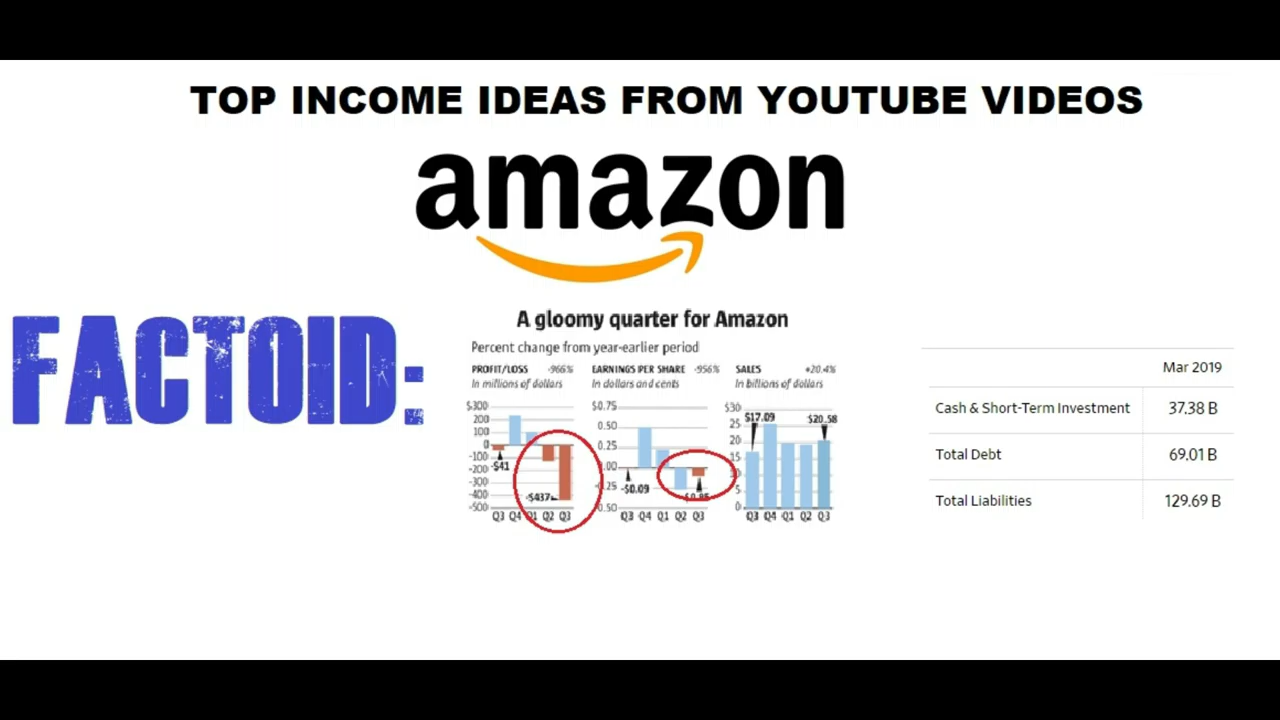 TOP INCOME IDEAS FROM YOUTUBE VIDEOS
amazon
FACTOID:
A gloomy quarter for Amazon
Percent change from year-earlier period
PROFIT/LOSS -966%
In millions of dollars
$300
200
100
0
-100
-200
-300
-400
-500
-$41
-$437
Q3 Q4 Q1 Q2 Q3
EARNINGS PER SHARE -956%
In dollars and cents
$0.75
0.50
0.25
0.00
-0.25
-0.50
-$0.09
Q3 Q4 Q1 Q2 Q3
SALES +20.4%
In billions of dollars
$30
25
20
15
10
5
0
$17.09
$20.58
Q3 Q4 Q1 Q2 Q3
Mar 2019
Cash & Short-Term Investment 37.38 B
Total Debt 69.01 B
Total Liabilities 129.69 B